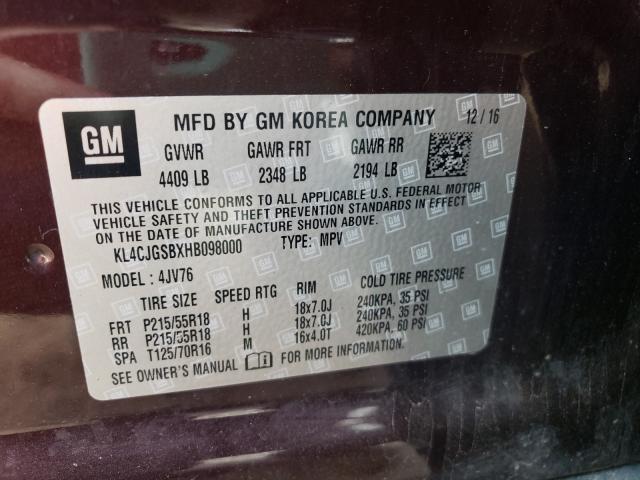 GM MFD BY GM KOREA COMPANY 12/16
GVWR GAWR FRT GAWR RR
4409 LB 2348 LB 2194 LB
THIS VEHICLE CONFORMS TO ALL APPLICABLE U.S. FEDERAL MOTOR
VEHICLE SAFETY AND THEFT PREVENTION STANDARDS IN EFFECT ON THE
DATE OF MANUFACTURE SHOWN ABOVE.
KL4CJGSBXHB098000 TYPE: MPV
MODEL: 4JV76
TIRE SIZE SPEED RTG RIM COLD TIRE PRESSURE
FRT P215/55R18 H 18x7.0J 240KPA, 35 PSI
RR P215/55R18 H 18x7.0J 240KPA, 35 PSI
SPA T125/70R16 M 16x4.0T 420KPA, 60 PSI
SEE OWNER'S MANUAL FOR MORE INFORMATION.